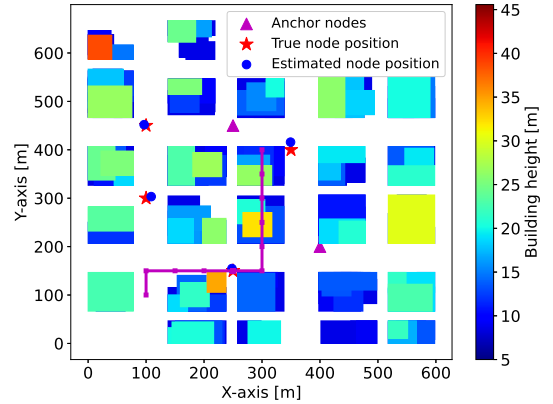 Anchor nodes
True node position
Estimated node position
600
500
400
300
200
100
0
Y-axis [m]
0 100 200 300 400 500 600
X-axis [m]
45
40
35
30
25
20
15
10
5
Building height [m]